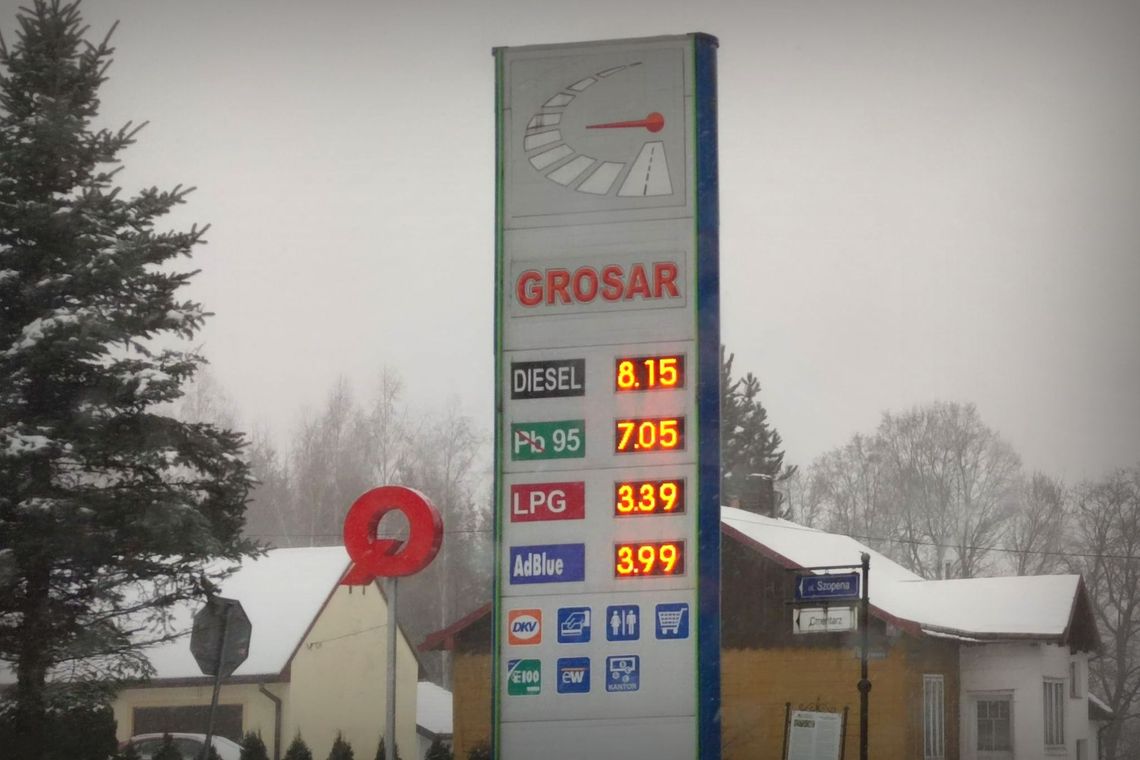 GROSAR
DIESEL 8.15
Pb 95 7.05
LPG 3.39
AdBlue 3.99
DKV
E100 eW KANTOR
ul. Szopena
Cmentarz